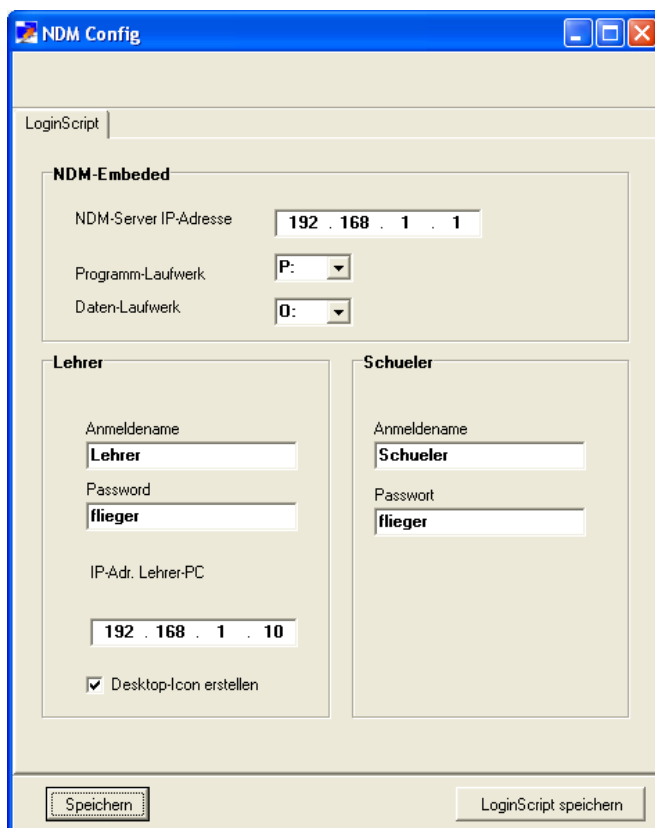 NDM Config
LoginScript
NDM-Embeded
NDM-Server IP-Adresse 192 . 168 . 1 . 1
Programm-Laufwerk P:
Daten-Laufwerk O:
Lehrer
Anmeldename
Lehrer
Password
flieger
IP-Adr. Lehrer-PC
192 . 168 . 1 . 10
Desktop-Icon erstellen
Schueler
Anmeldename
Schueler
Passwort
flieger
Speichern
LoginScript speichern